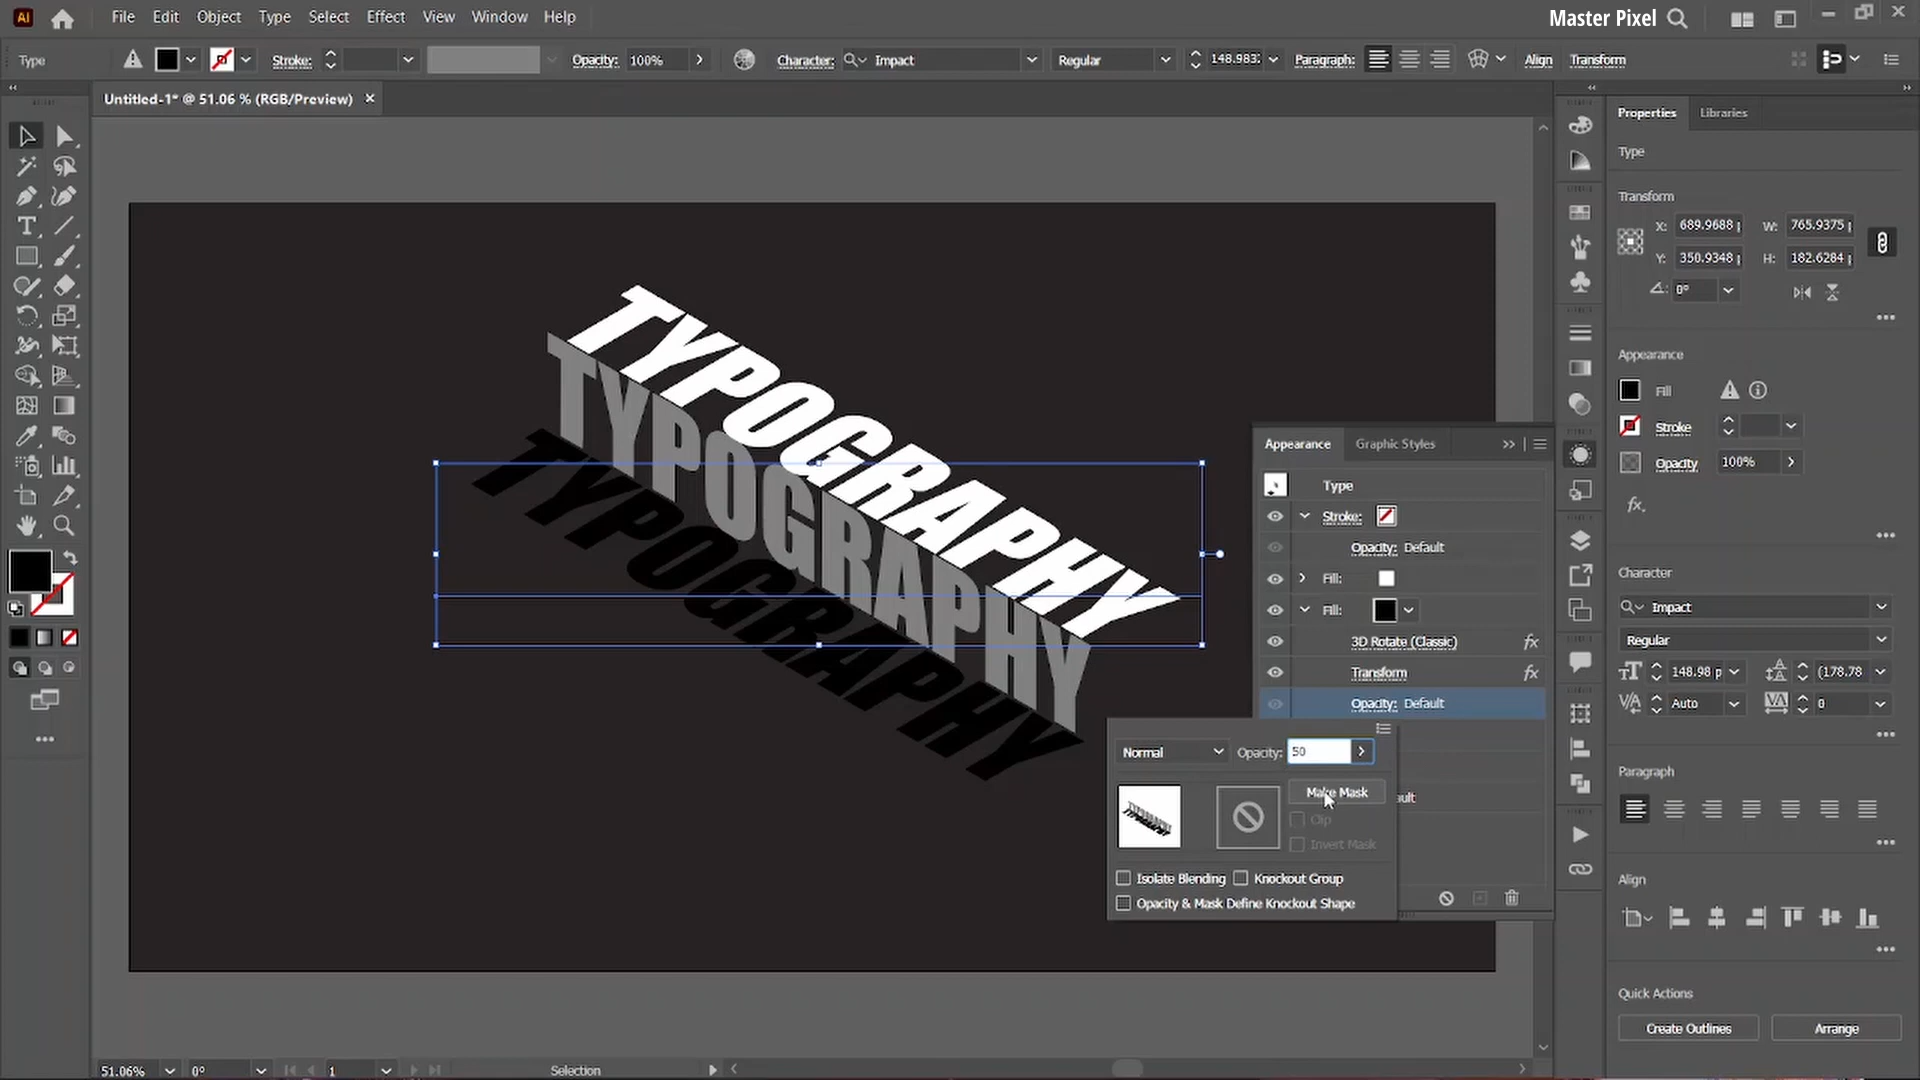 Ai File Edit Object Type Select Effect View Window Help Master Pixel
Type Stroke: Opacity: 100% Character: Impact Regular 148.983: Paragraph: Align Transform
Untitled-1* @ 51.06 % (RGB/Preview)
Properties Libraries
Type
Transform
X: 689.9688 W: 765.9375
Y: 350.9348 H: 182.6284
0°
Appearance
Fill
Stroke
Opacity 100%
fx
Character
Impact
Regular
148.98 p (178.78
Auto 0
Paragraph
Align
Quick Actions
Create Outlines Arrange
TYPOGRAPHY
TYPOGRAPHY
TYPOGRAPHY
Appearance Graphic Styles
Type
Stroke:
Opacity: Default
Fill:
Fill:
3D Rotate (Classic) fx
Transform fx
Opacity: Default
Normal Opacity: 50
Make Mask
ault
Clip
Invert Mask
Isolate Blending Knockout Group
Opacity & Mask Define Knockout Shape
51.06% 0° 1 Selection